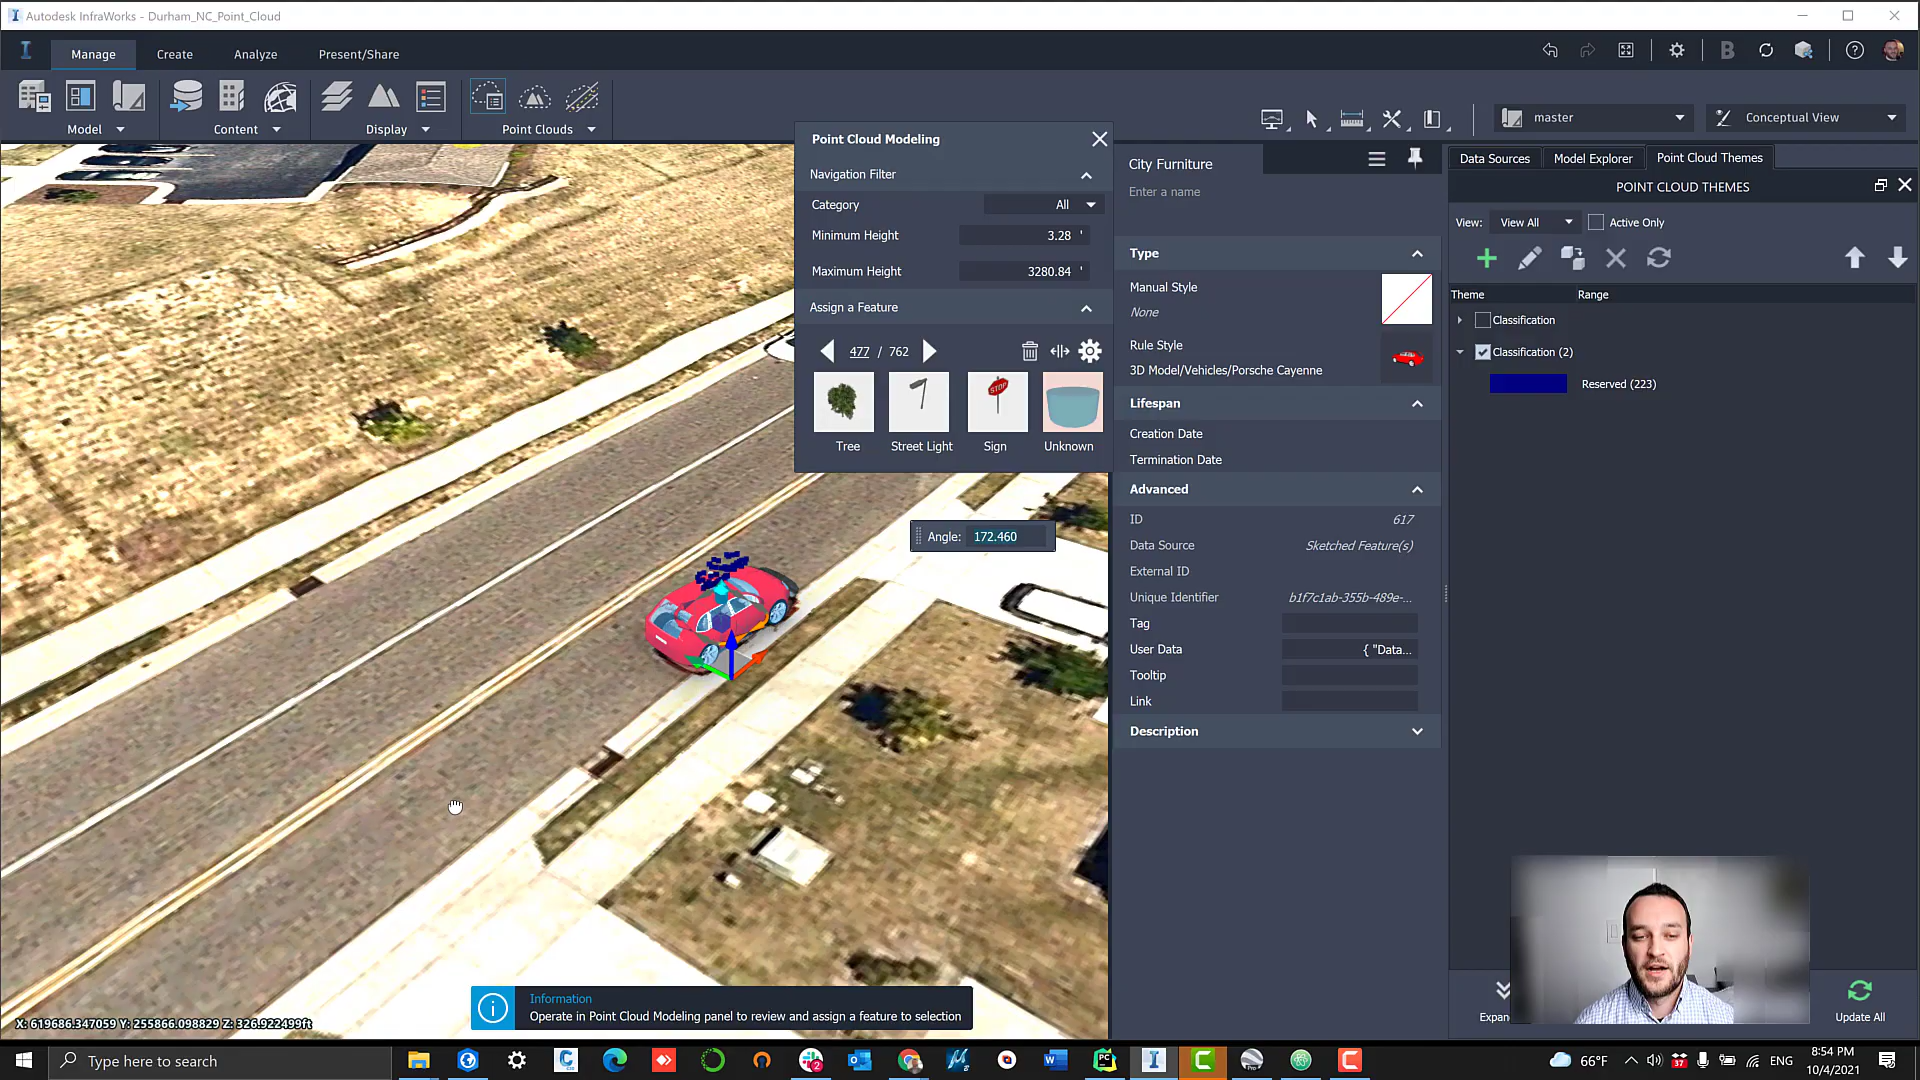 Autodesk InfraWorks - Durham_NC_Point_Cloud
Manage
Create
Analyze
Present/Share
Model
Content
Display
Point Clouds
master
Conceptual View
Point Cloud Modeling
Navigation Filter
Category
All
Minimum Height
3.28 '
Maximum Height
3280.84 '
Assign a Feature
477 / 762
STOP
Tree
Street Light
Sign
Unknown
City Furniture
Enter a name
Type
Manual Style
None
Rule Style
3D Model/Vehicles/Porsche Cayenne
Lifespan
Creation Date
Termination Date
Advanced
ID
617
Data Source
Sketched Feature(s)
External ID
Unique Identifier
b1f7c1ab-355b-489e-...
Tag
User Data
{ "Data...
Tooltip
Link
Description
Data Sources
Model Explorer
Point Cloud Themes
POINT CLOUD THEMES
View:
View All
Active Only
Theme
Range
Classification
Classification (2)
Reserved (223)
Update All
Angle: 172.460
Information
Operate in Point Cloud Modeling panel to review and assign a feature to selection
X: 619686.347059 Y: 255866.098829 Z: 326.922499ft
Type here to search
66°F
37
ENG
8:54 PM
10/4/2021